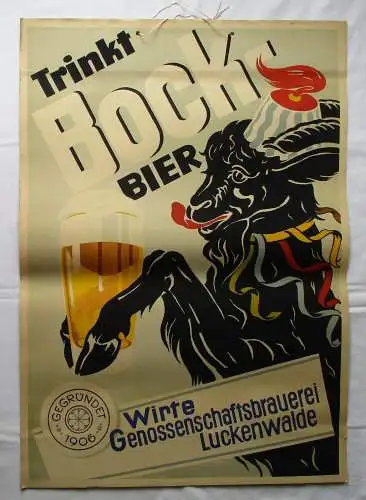 Trinkt
Bock-
BIER
GEGRÜNDET
1906
Wirte
Genossenschaftsbrauerei
Luckenwalde